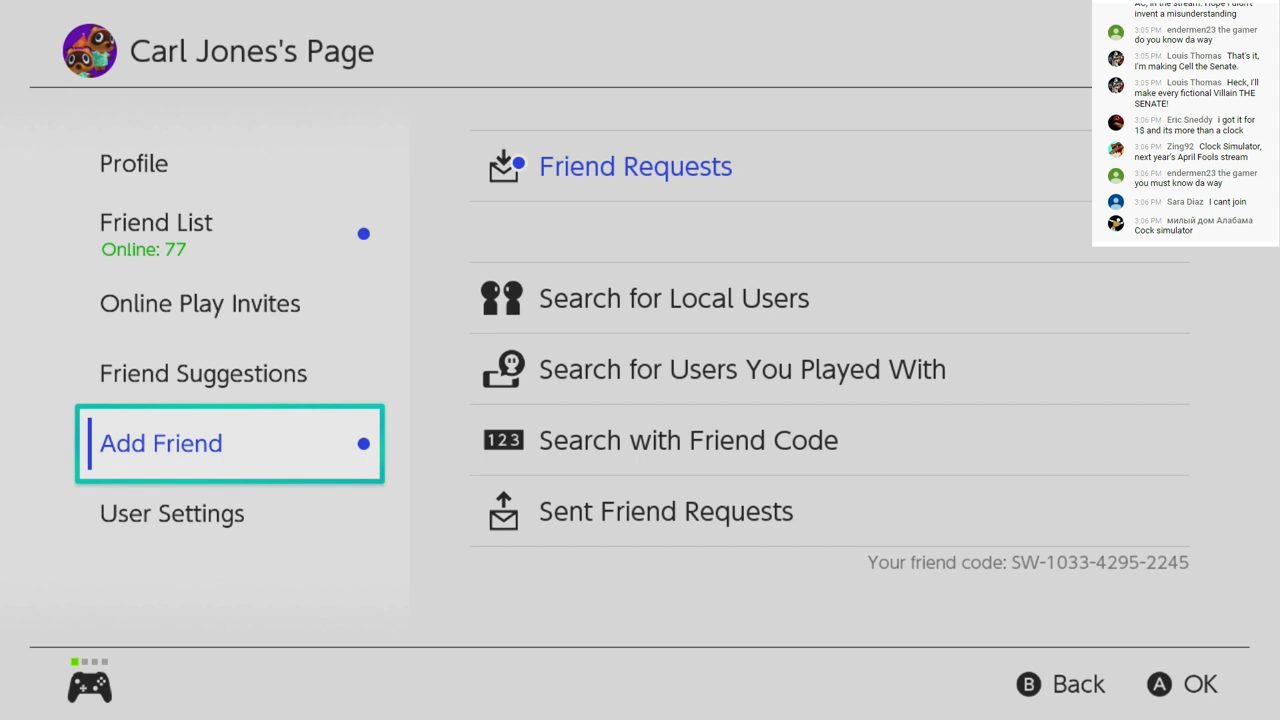 Carl Jones's Page
Profile
Friend List
Online: 77
Online Play Invites
Friend Suggestions
Add Friend
User Settings
Friend Requests
Search for Local Users
Search for Users You Played With
123 Search with Friend Code
Sent Friend Requests
Your friend code: SW-1033-4295-2245
B Back
A OK
AC, in the stream. Hope I didn't
invent a misunderstanding
3:05 PM endermen23 the gamer
do you know da way
3:05 PM Louis Thomas That's it,
I'm making Cell the Senate.
3:05 PM Louis Thomas Heck, I'll
make every fictional Villain THE
SENATE!
3:06 PM Eric Sneddy i got it for
1$ and its more than a clock
3:06 PM Zing92 Clock Simulator,
next year's April Fools stream
3:06 PM endermen23 the gamer
you must know da way
3:06 PM Sara Diaz I cant join
3:06 PM милый дом Алабама
Cock simulator